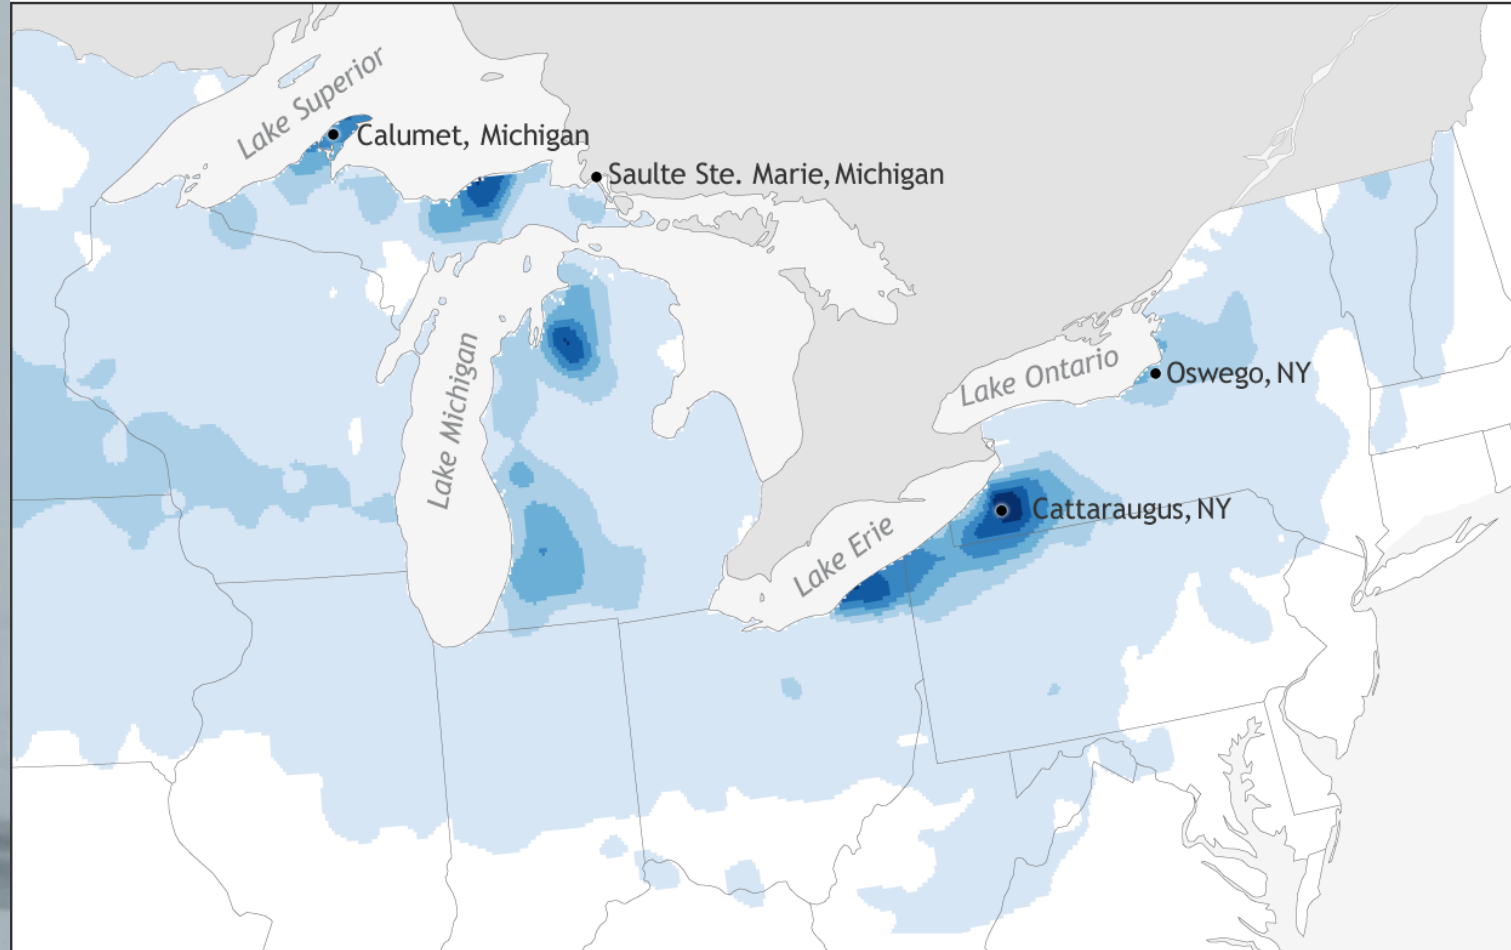 Lake Superior
Calumet, Michigan
Saulte Ste. Marie, Michigan
Lake Michigan
Lake Ontario
Oswego, NY
Lake Erie
Cattaraugus, NY